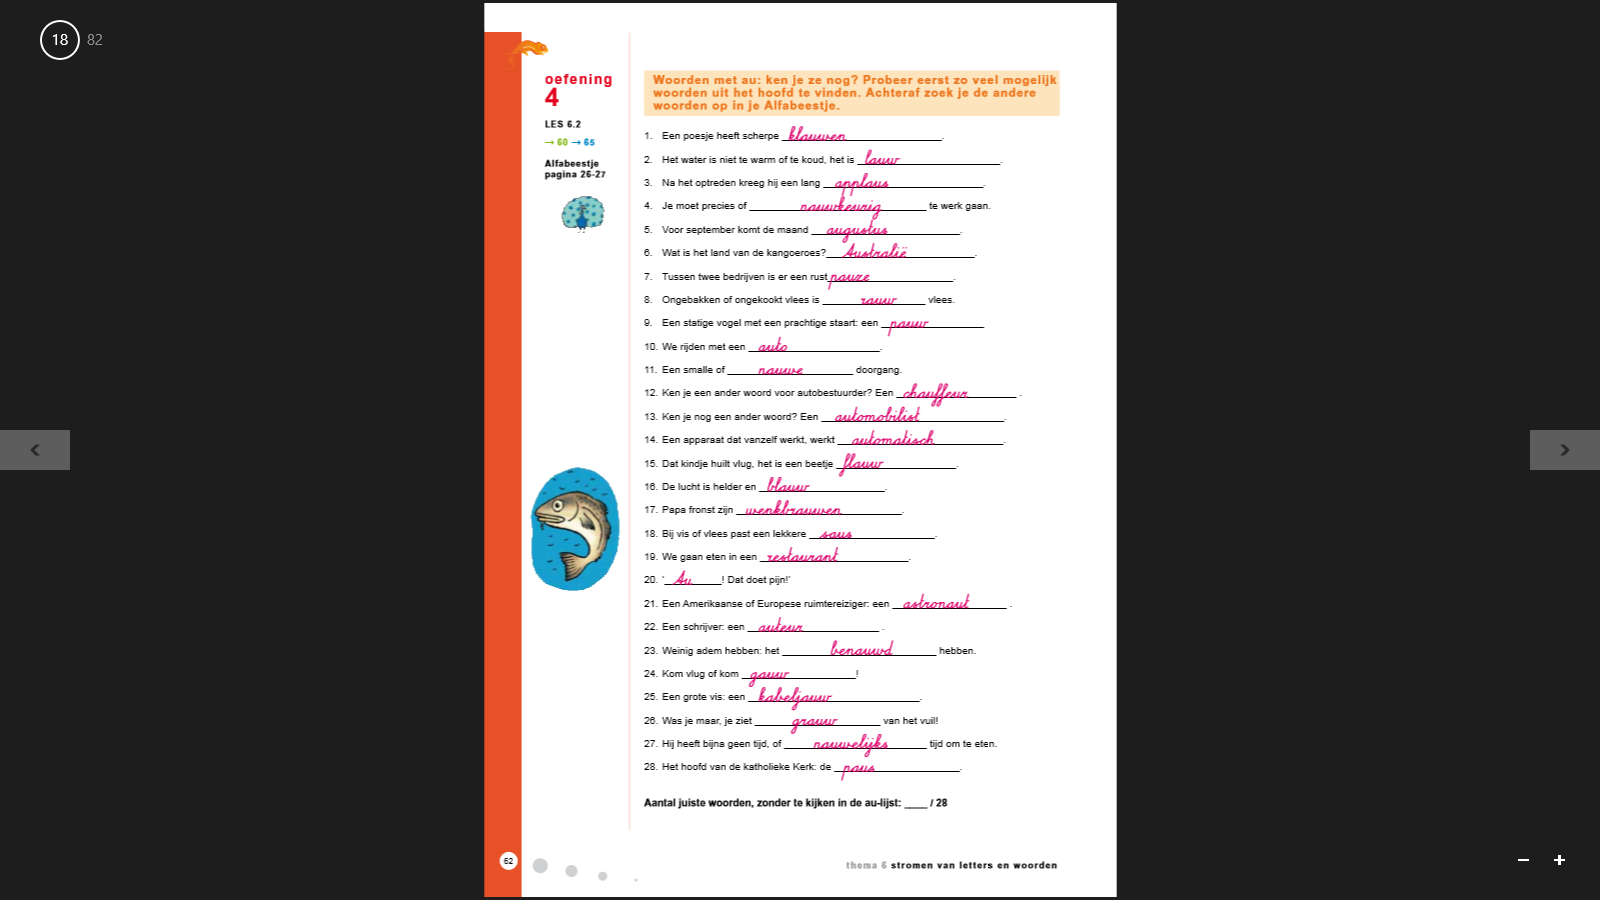 18 82
oefening
4
LES 6.2
→ 60 → 65
Alfabeestje
pagina 26-27
Woorden met au: ken je ze nog? Probeer eerst zo veel mogelijk
woorden uit het hoofd te vinden. Achteraf zoek je de andere
woorden op in je Alfabeestje.
1. Een poesje heeft scherpe klauwen.
2. Het water is niet te warm of te koud, het is lauw.
3. Na het optreden kreeg hij een lang applaus.
4. Je moet precies of nauwkeurig te werk gaan.
5. Voor september komt de maand augustus.
6. Wat is het land van de kangoeroes? Australië.
7. Tussen twee bedrijven is er een rustpauze.
8. Ongebakken of ongekookt vlees is rauw vlees.
9. Een statige vogel met een prachtige staart: een pauw
10. We rijden met een auto.
11. Een smalle of nauwe doorgang.
12. Ken je een ander woord voor autobestuurder? Een chauffeur.
13. Ken je nog een ander woord? Een automobilist.
14. Een apparaat dat vanzelf werkt, werkt automatisch.
15. Dat kindje huilt vlug, het is een beetje flauw.
16. De lucht is helder en blauw.
17. Papa fronst zijn wenkbrauwen.
18. Bij vis of vlees past een lekkere saus.
19. We gaan eten in een restaurant.
20. 'Au! Dat doet pijn!'
21. Een Amerikaanse of Europese ruimtereiziger: een astronaut.
22. Een schrijver: een auteur.
23. Weinig adem hebben: het benauwd hebben.
24. Kom vlug of kom gauw!
25. Een grote vis: een kabeljauw.
26. Was je maar, je ziet grauw van het vuil!
27. Hij heeft bijna geen tijd, of nauwelijks tijd om te eten.
28. Het hoofd van de katholieke Kerk: de paus.
Aantal juiste woorden, zonder te kijken in de au-lijst: ____ / 28
62
thema 6 stromen van letters en woorden